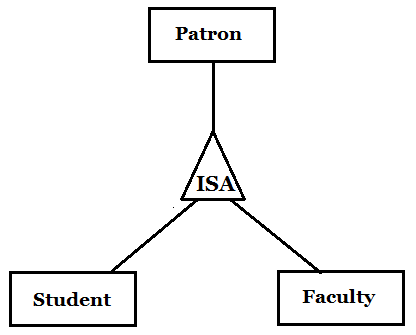 Patron
ISA
Student
Faculty